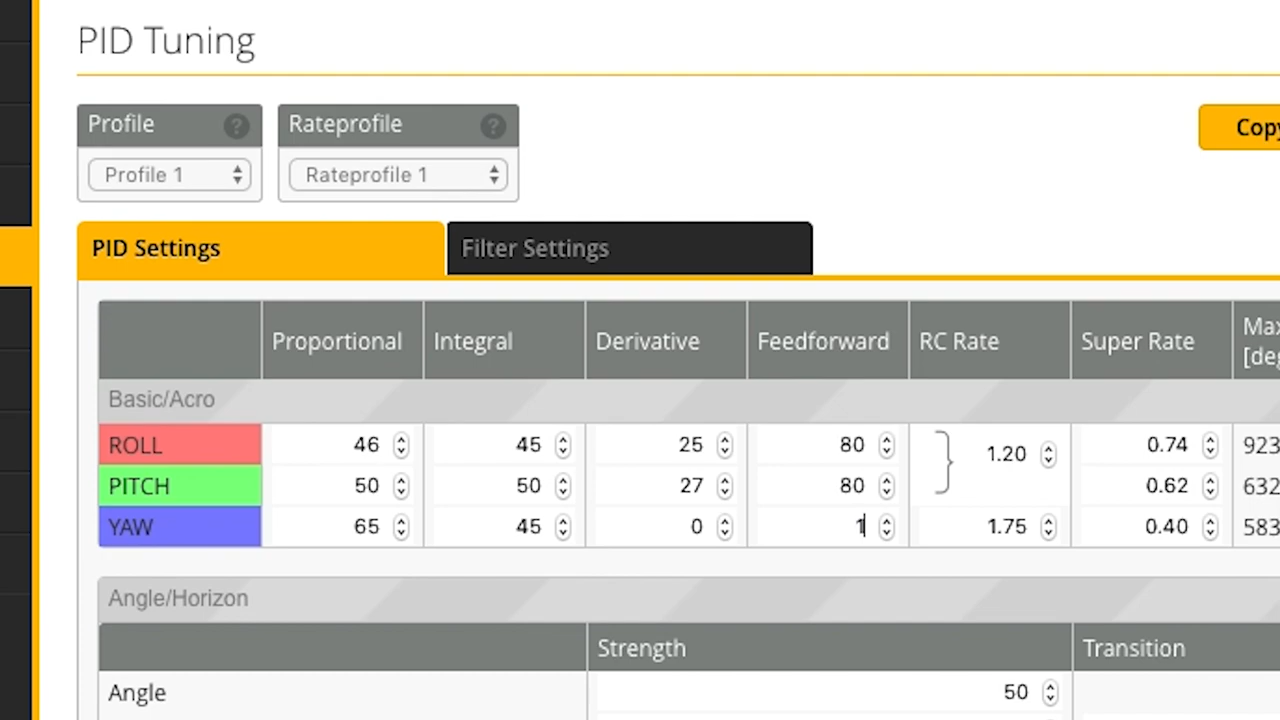 PID Tuning
Profile ? Rateprofile ?
Profile 1 Rateprofile 1 Copy
PID Settings Filter Settings
Proportional Integral Derivative Feedforward RC Rate Super Rate Max
[deg
Basic/Acro
ROLL 46 45 25 80 1.20 0.74 923
PITCH 50 50 27 80 0.62 632
YAW 65 45 0 1 1.75 0.40 583
Angle/Horizon
Strength Transition
Angle 50